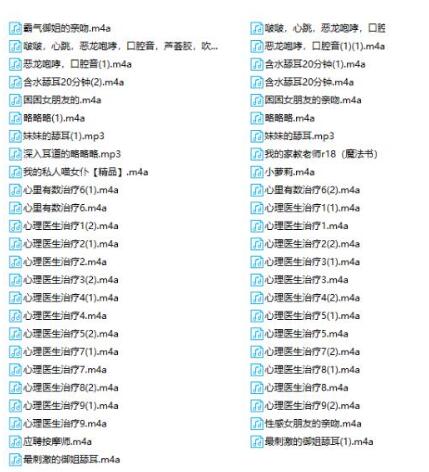 霸气御姐的亲吻.m4a
啵啵，心跳，恶龙咆哮，口腔
啵啵，心跳，恶龙咆哮，口腔音，芦荟胶，吹...
恶龙咆哮，口腔音(1)(1).m4a
恶龙咆哮，口腔音(1).m4a
含水舔耳20分钟(1).m4a
含水舔耳20分钟(2).m4a
含水舔耳20分钟.m4a
困困女朋友的.m4a
困困女朋友的亲吻.m4a
略略略(1).m4a
略略略.m4a
妹妹的舔耳(1).mp3
妹妹的舔耳.mp3
深入耳道的略略略.mp3
我的家教老师r18（魔法书）
我的私人喵女仆【精品】.m4a
小萝莉.m4a
心里有数治疗6(1).m4a
心里有数治疗6(2).m4a
心里有数治疗6.m4a
心理医生治疗1(1).m4a
心理医生治疗1(2).m4a
心理医生治疗1.m4a
心理医生治疗2(1).m4a
心理医生治疗2(2).m4a
心理医生治疗2.m4a
心理医生治疗3(1).m4a
心理医生治疗3(2).m4a
心理医生治疗3.m4a
心理医生治疗4(1).m4a
心理医生治疗4(2).m4a
心理医生治疗4.m4a
心理医生治疗5(1).m4a
心理医生治疗5(2).m4a
心理医生治疗5.m4a
心理医生治疗7(1).m4a
心理医生治疗7(2).m4a
心理医生治疗7.m4a
心理医生治疗8(1).m4a
心理医生治疗8(2).m4a
心理医生治疗8.m4a
心理医生治疗9(1).m4a
心理医生治疗9(2).m4a
心理医生治疗9.m4a
性感女朋友的亲吻.m4a
应聘按摩师.m4a
最刺激的御姐舔耳(1).m4a
最刺激的御姐舔耳.m4a